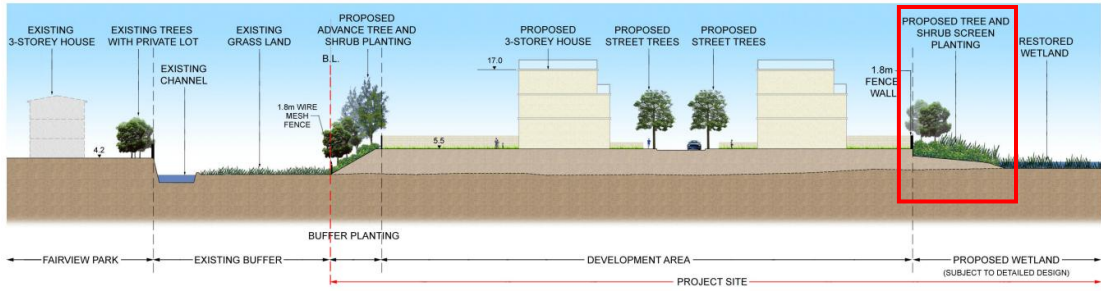 EXISTING
3-STOREY HOUSE
EXISTING TREES
WITH PRIVATE LOT
EXISTING
CHANNEL
EXISTING
GRASS LAND
PROPOSED
ADVANCE TREE AND
SHRUB PLANTING
B.L.
1.8m WIRE
MESH
FENCE
PROPOSED
3-STOREY HOUSE
17.0
PROPOSED
STREET TREES
PROPOSED
STREET TREES
1.8m
FENCE
WALL
PROPOSED TREE AND
SHRUB SCREEN
PLANTING
RESTORED
WETLAND
4.2
5.5
BUFFER PLANTING
FAIRVIEW PARK
EXISTING BUFFER
DEVELOPMENT AREA
PROPOSED WETLAND
(SUBJECT TO DETAILED DESIGN)
PROJECT SITE